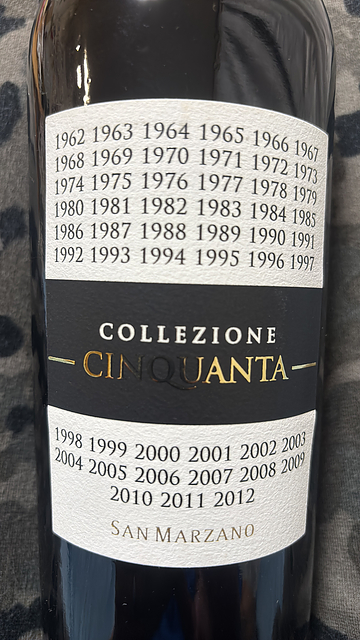 1962 1963 1964 1965 1966 1967
1968 1969 1970 1971 1972 1973
1974 1975 1976 1977 1978 1979
1980 1981 1982 1983 1984 1985
1986 1987 1988 1989 1990 1991
1992 1993 1994 1995 1996 1997
COLLEZIONE
CINQUANTA
1998 1999 2000 2001 2002 2003
2004 2005 2006 2007 2008 2009
2010 2011 2012
SAN MARZANO